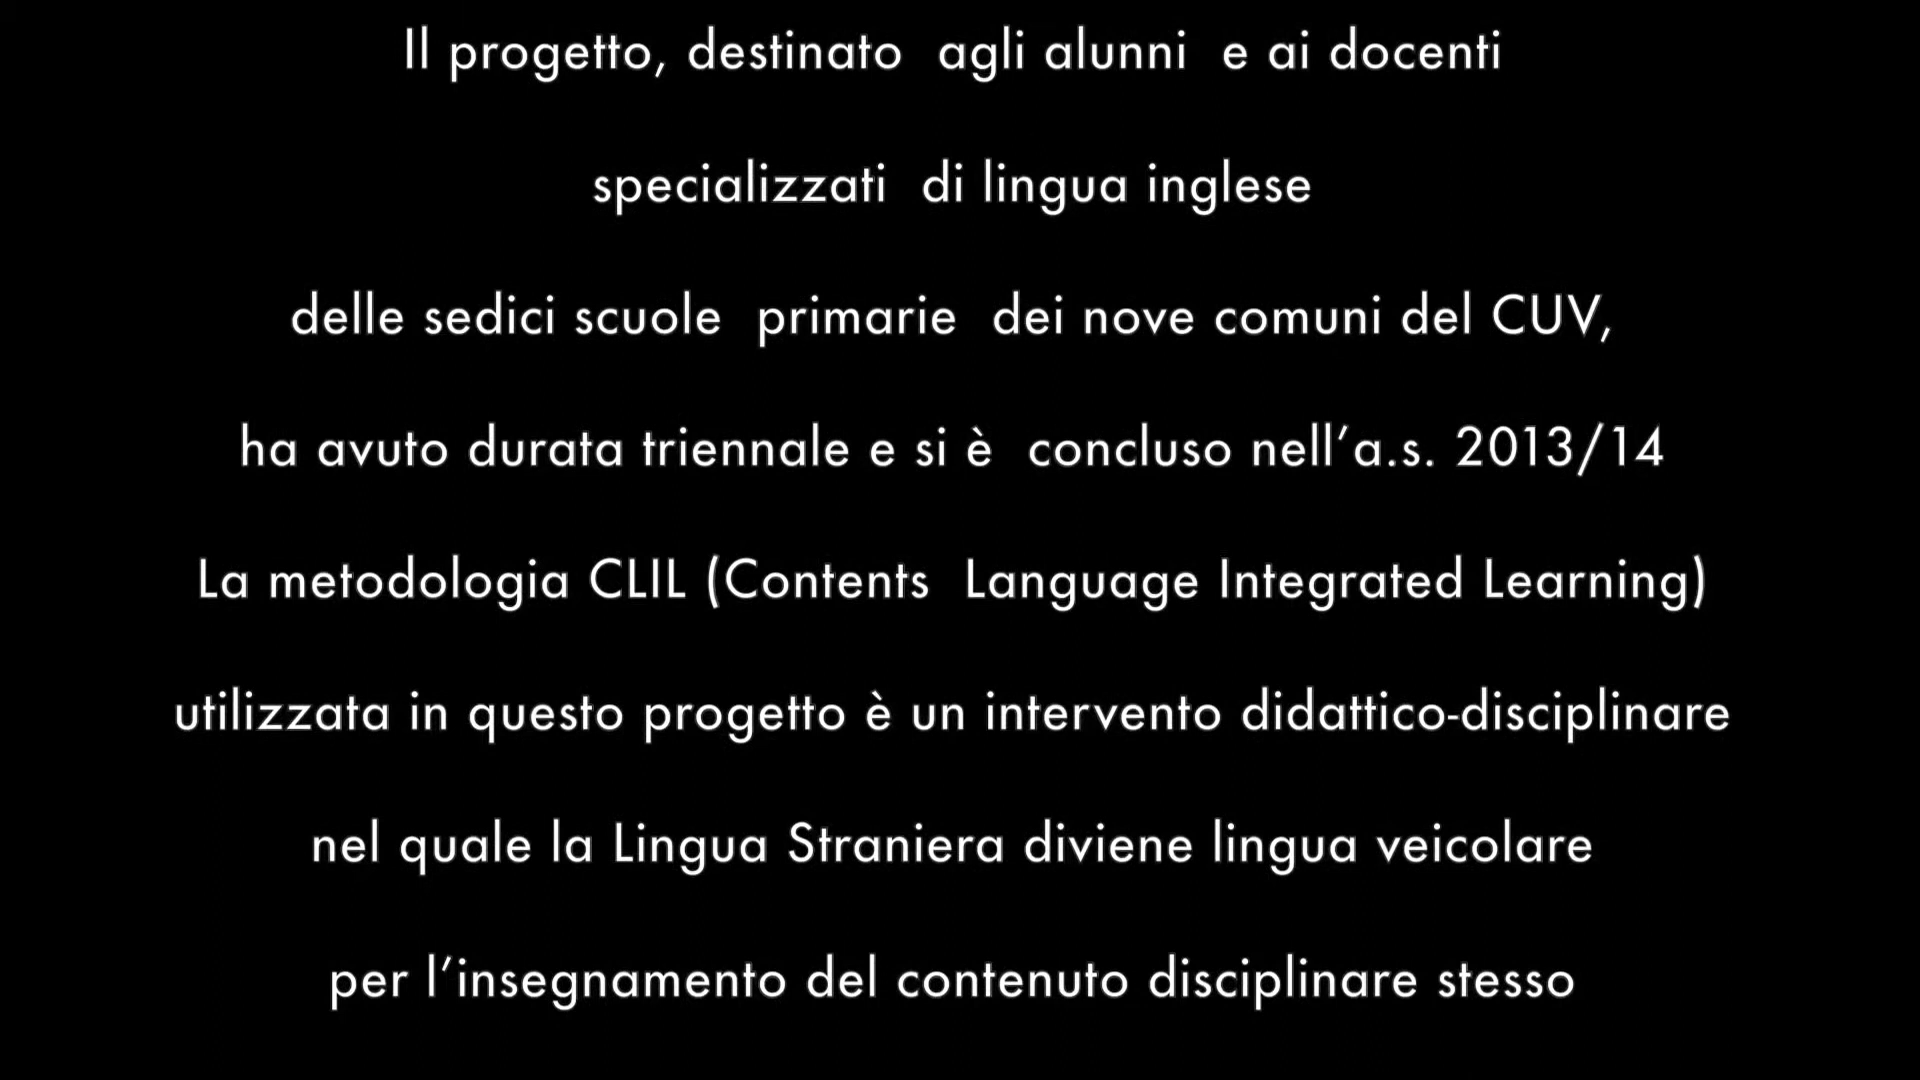 Il progetto, destinato  agli alunni  e ai docenti
specializzati  di lingua inglese
delle sedici scuole  primarie  dei nove comuni del CUV,
ha avuto durata triennale e si è  concluso nell’a.s. 2013/14
La metodologia CLIL (Contents  Language Integrated Learning)
utilizzata in questo progetto è un intervento didattico-disciplinare
nel quale la Lingua Straniera diviene lingua veicolare
per l’insegnamento del contenuto disciplinare stesso